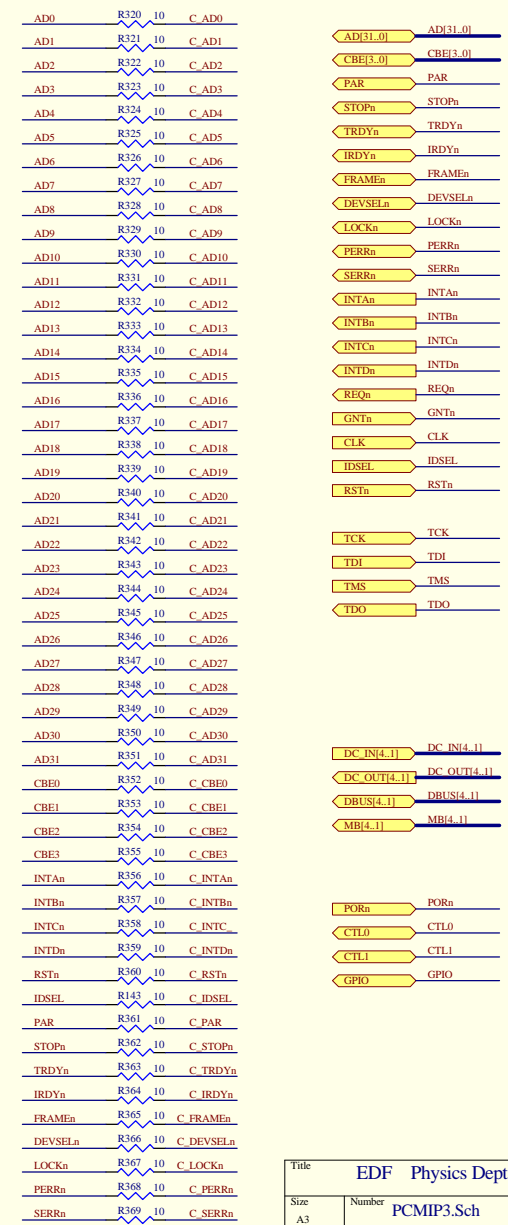 AD0 R320 10 C_AD0
AD1 R321 10 C_AD1
AD2 R322 10 C_AD2
AD3 R323 10 C_AD3
AD4 R324 10 C_AD4
AD5 R325 10 C_AD5
AD6 R326 10 C_AD6
AD7 R327 10 C_AD7
AD8 R328 10 C_AD8
AD9 R329 10 C_AD9
AD10 R330 10 C_AD10
AD11 R331 10 C_AD11
AD12 R332 10 C_AD12
AD13 R333 10 C_AD13
AD14 R334 10 C_AD14
AD15 R335 10 C_AD15
AD16 R336 10 C_AD16
AD17 R337 10 C_AD17
AD18 R338 10 C_AD18
AD19 R339 10 C_AD19
AD20 R340 10 C_AD20
AD21 R341 10 C_AD21
AD22 R342 10 C_AD22
AD23 R343 10 C_AD23
AD24 R344 10 C_AD24
AD25 R345 10 C_AD25
AD26 R346 10 C_AD26
AD27 R347 10 C_AD27
AD28 R348 10 C_AD28
AD29 R349 10 C_AD29
AD30 R350 10 C_AD30
AD31 R351 10 C_AD31
CBE0 R352 10 C_CBE0
CBE1 R353 10 C_CBE1
CBE2 R354 10 C_CBE2
CBE3 R355 10 C_CBE3
INTAn R356 10 C_INTAn
INTBn R357 10 C_INTBn
INTCn R358 10 C_INTC_
INTDn R359 10 C_INTDn
RSTn R360 10 C_RSTn
IDSEL R143 10 C_IDSEL
PAR R361 10 C_PAR
STOPn R362 10 C_STOPn
TRDYn R363 10 C_TRDYn
IRDYn R364 10 C_IRDYn
FRAMEn R365 10 C_FRAMEn
DEVSELn R366 10 C_DEVSELn
LOCKn R367 10 C_LOCKn
PERRn R368 10 C_PERRn
SERRn R369 10 C_SERRn
AD[31..0] AD[31..0]
CBE[3..0] CBE[3..0]
PAR PAR
STOPn STOPn
TRDYn TRDYn
IRDYn IRDYn
FRAMEn FRAMEn
DEVSELn DEVSELn
LOCKn LOCKn
PERRn PERRn
SERRn SERRn
INTAn INTAn
INTBn INTBn
INTCn INTCn
INTDn INTDn
REQn REQn
GNTn GNTn
CLK CLK
IDSEL IDSEL
RSTn RSTn
TCK TCK
TDI TDI
TMS TMS
TDO TDO
DC_IN[4..1] DC_IN[4..1]
DC_OUT[4..1] DC_OUT[4..1]
DBUS[4..1] DBUS[4..1]
MB[4..1] MB[4..1]
PORn PORn
CTL0 CTL0
CTL1 CTL1
GPIO GPIO
Title EDF Physics Dept
Size Number PCMIP3.Sch
A3